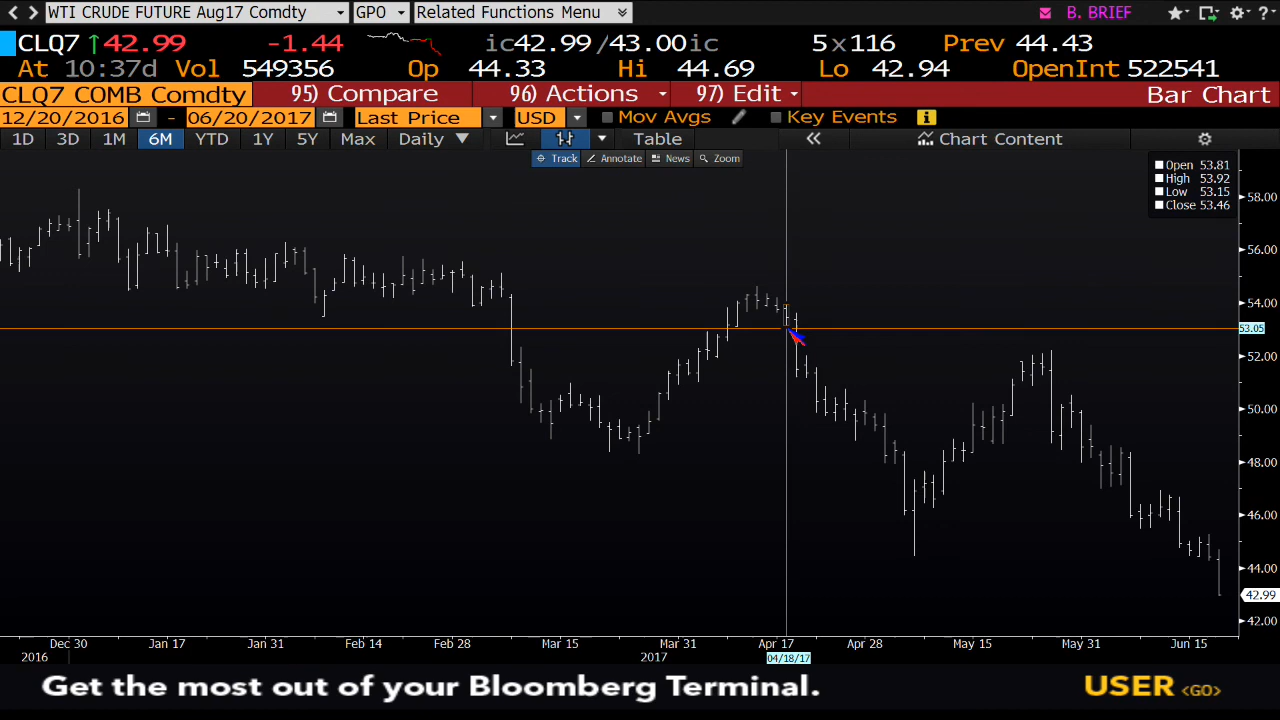 WTI CRUDE FUTURE Aug17 Comdty GPO Related Functions Menu B. BRIEF ?
CLQ7 ↑42.99 -1.44 ic42.99/43.00ic 5x116 Prev 44.43
At 10:37d Vol 549356 Op 44.33 Hi 44.69 Lo 42.94 OpenInt 522541
CLQ7 COMB Comdty 95) Compare 96) Actions 97) Edit Bar Chart
12/20/2016 - 06/20/2017 Last Price USD Mov Avgs Key Events i
1D 3D 1M 6M YTD 1Y 5Y Max Daily ▼ Table « Chart Content
Track Annotate News Zoom
Open 53.81
High 53.92
Low 53.15
Close 53.46
58.00
56.00
54.00
53.05
52.00
50.00
48.00
46.00
44.00
42.99
42.00
Dec 30 Jan 17 Jan 31 Feb 14 Feb 28 Mar 15 Mar 31 Apr 17 Apr 28 May 15 May 31 Jun 15
2016 2017 04/18/17
Get the most out of your Bloomberg Terminal. USER <GO>